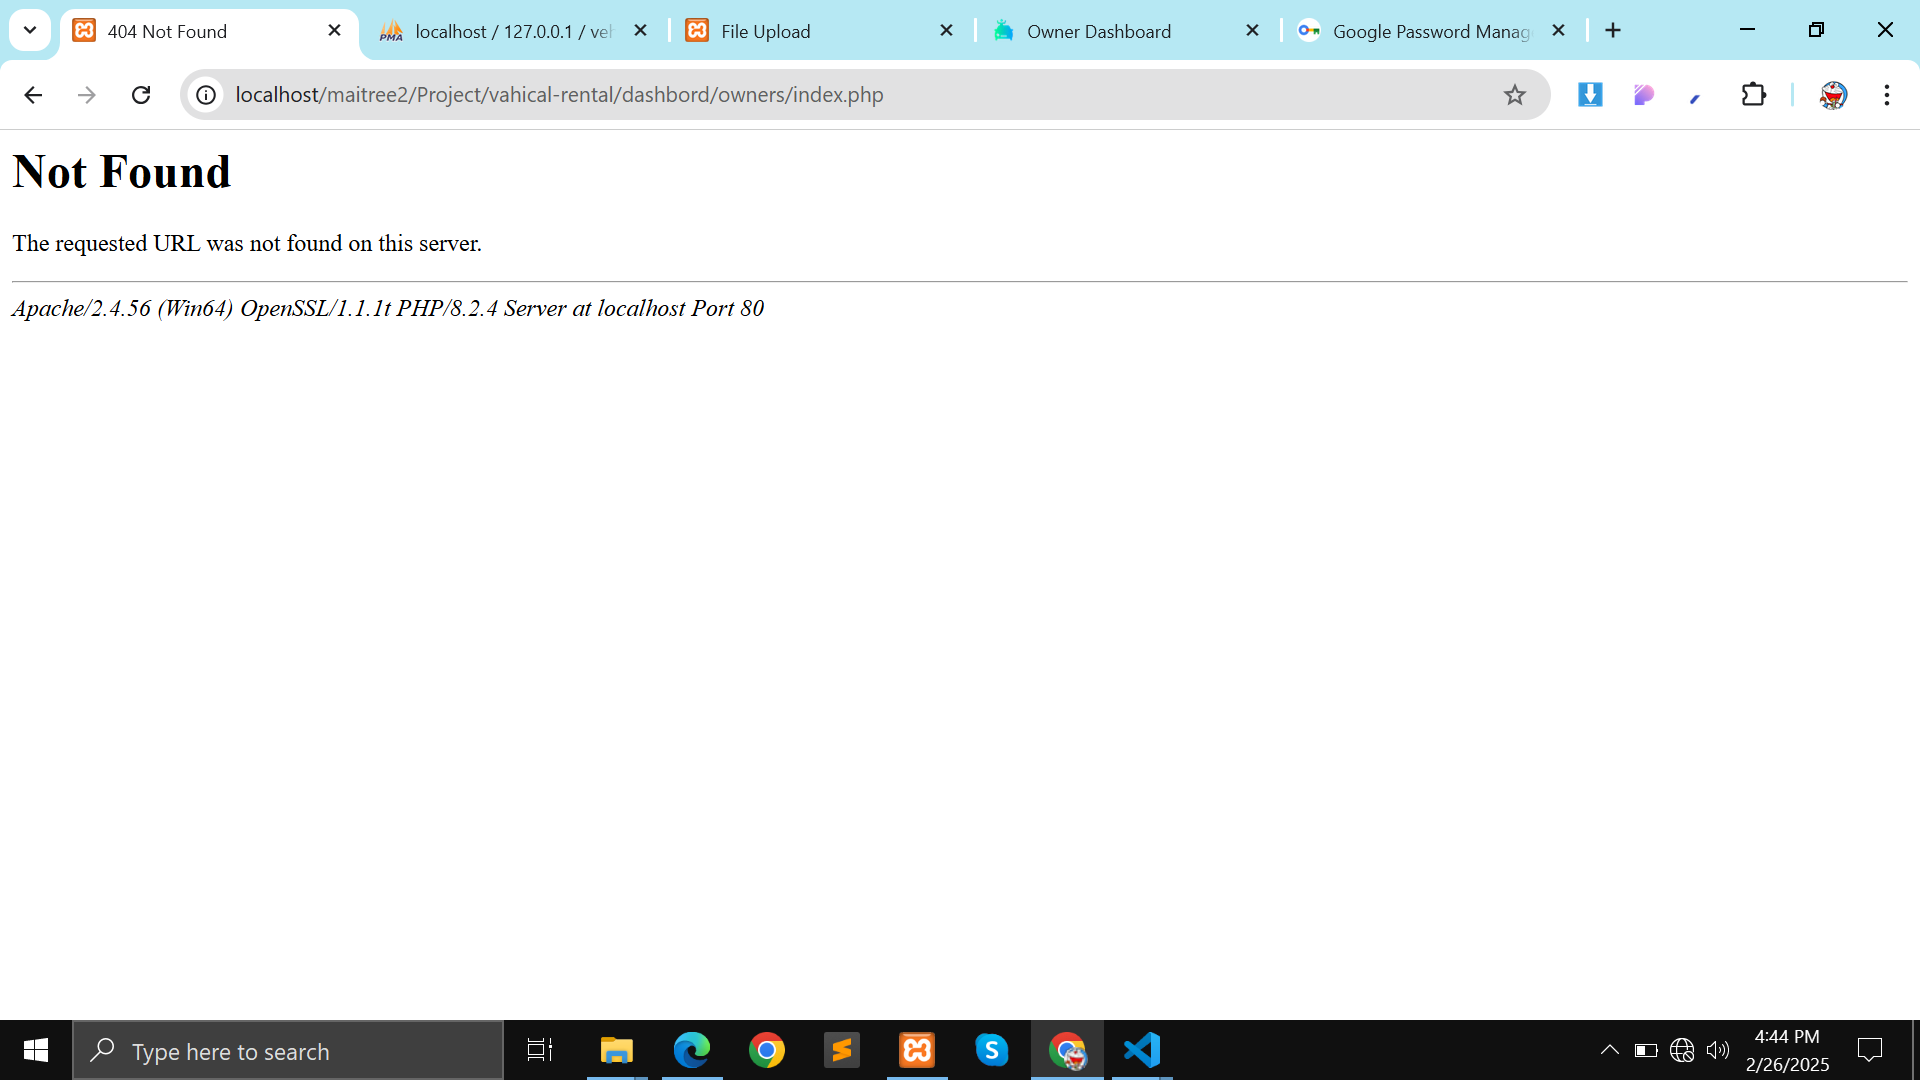 404 Not Found
localhost / 127.0.0.1 /
File Upload
Owner Dashboard
Google Password
localhost/maitree2/Project/vahical-rental/dashbord/owners/index.php
Not Found
The requested URL was not found on this server.
Apache/2.4.56 (Win64) OpenSSL/1.1.1t PHP/8.2.4 Server at localhost Port 80
Type here to search
4:44 PM
2/26/2025